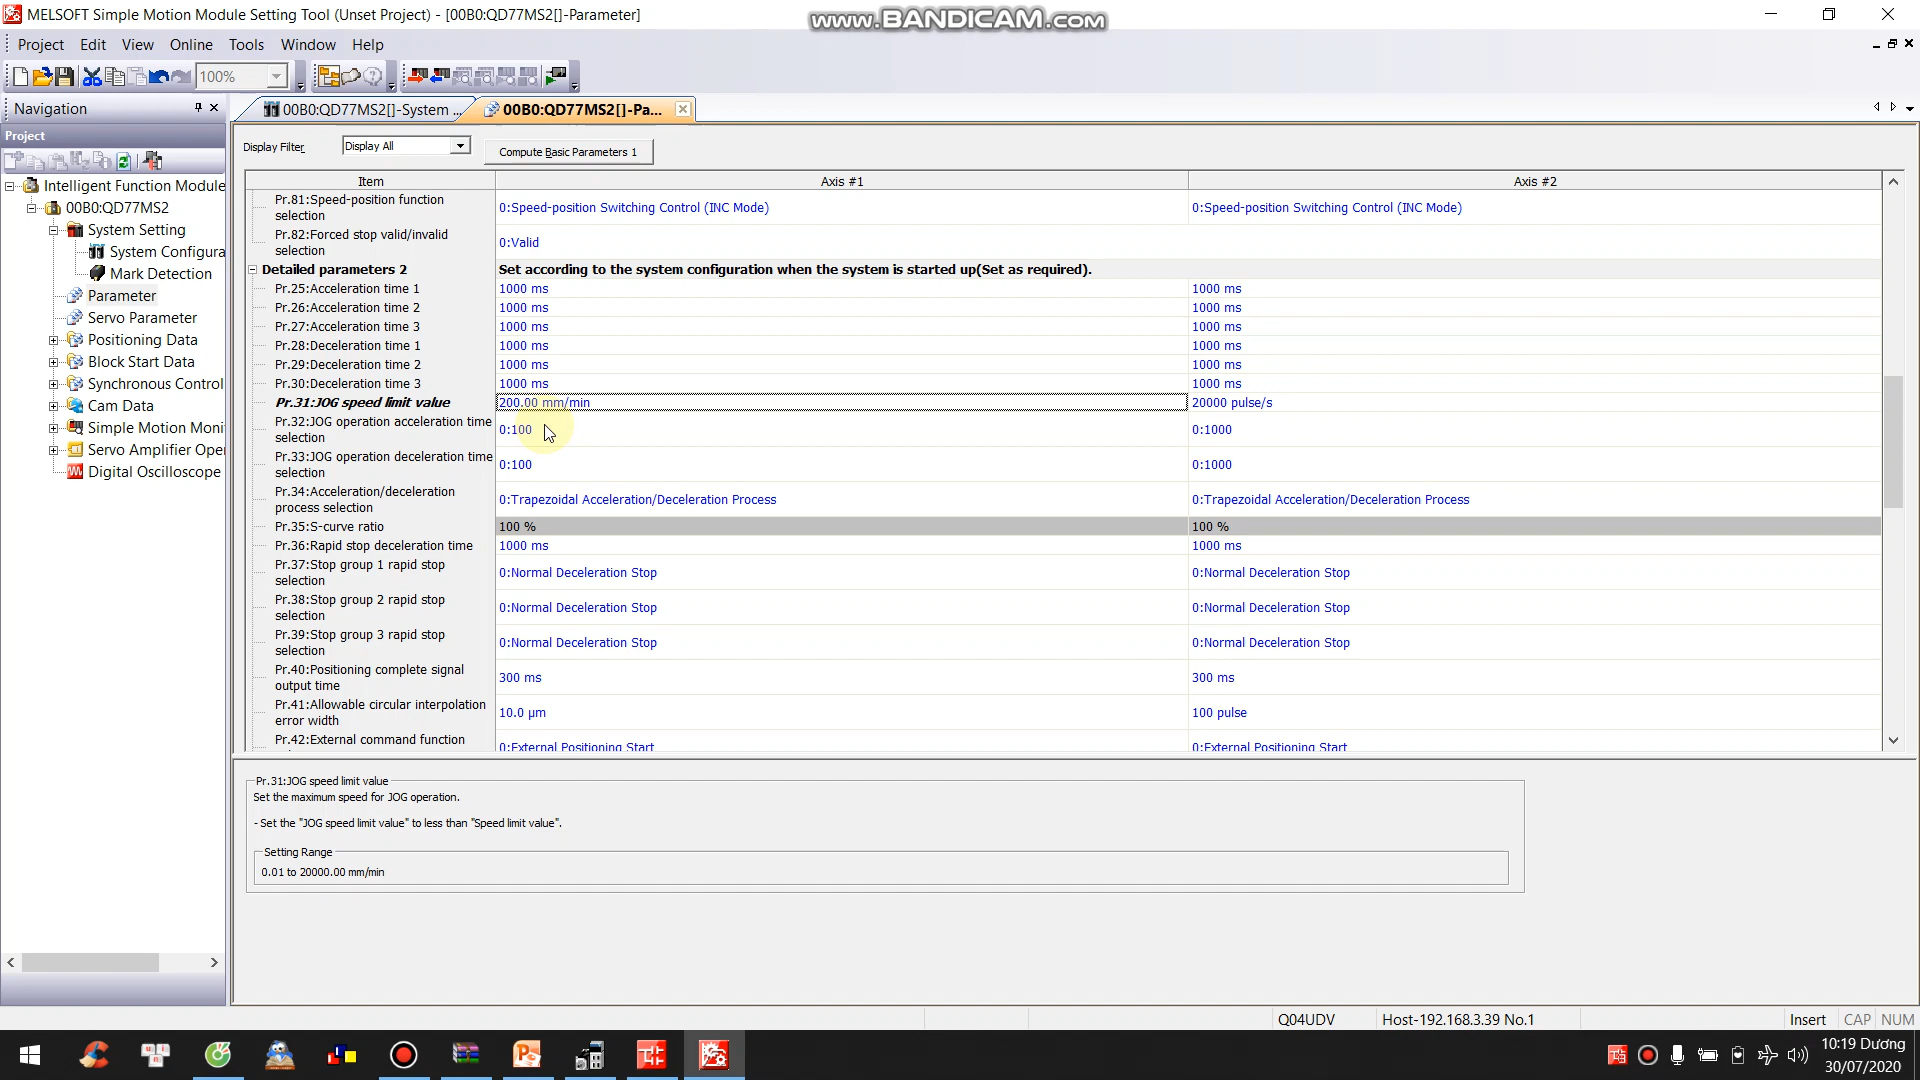 MELSOFT Simple Motion Module Setting Tool (Unset Project) - [00B0:QD77MS2[]-Parameter]
www.BANDICAM.com
Project Edit View Online Tools Window Help
100%
Navigation
Project
Intelligent Function Module
00B0:QD77MS2
System Setting
System Configura
Mark Detection
Parameter
Servo Parameter
Positioning Data
Block Start Data
Synchronous Control
Cam Data
Simple Motion Moni
Servo Amplifier Oper
Digital Oscilloscope
00B0:QD77MS2[]-System ...
00B0:QD77MS2[]-Pa...
Display Filter
Display All
Compute Basic Parameters 1
Item Axis #1 Axis #2
Pr.81:Speed-position function selection 0:Speed-position Switching Control (INC Mode) 0:Speed-position Switching Control (INC Mode)
Pr.82:Forced stop valid/invalid selection 0:Valid
Detailed parameters 2 Set according to the system configuration when the system is started up(Set as required).
Pr.25:Acceleration time 1 1000 ms 1000 ms
Pr.26:Acceleration time 2 1000 ms 1000 ms
Pr.27:Acceleration time 3 1000 ms 1000 ms
Pr.28:Deceleration time 1 1000 ms 1000 ms
Pr.29:Deceleration time 2 1000 ms 1000 ms
Pr.30:Deceleration time 3 1000 ms 1000 ms
Pr.31:JOG speed limit value 200.00 mm/min 20000 pulse/s
Pr.32:JOG operation acceleration time selection 0:100 0:1000
Pr.33:JOG operation deceleration time selection 0:100 0:1000
Pr.34:Acceleration/deceleration process selection 0:Trapezoidal Acceleration/Deceleration Process 0:Trapezoidal Acceleration/Deceleration Process
Pr.35:S-curve ratio 100 % 100 %
Pr.36:Rapid stop deceleration time 1000 ms 1000 ms
Pr.37:Stop group 1 rapid stop selection 0:Normal Deceleration Stop 0:Normal Deceleration Stop
Pr.38:Stop group 2 rapid stop selection 0:Normal Deceleration Stop 0:Normal Deceleration Stop
Pr.39:Stop group 3 rapid stop selection 0:Normal Deceleration Stop 0:Normal Deceleration Stop
Pr.40:Positioning complete signal output time 300 ms 300 ms
Pr.41:Allowable circular interpolation error width 10.0 µm 100 pulse
Pr.42:External command function 0:External Positioning Start 0:External Positioning Start
Pr.31:JOG speed limit value
Set the maximum speed for JOG operation.
- Set the "JOG speed limit value" to less than "Speed limit value".
Setting Range
0.01 to 20000.00 mm/min
Q04UDV Host-192.168.3.39 No.1 Insert CAP NUM
10:19 Dương
30/07/2020